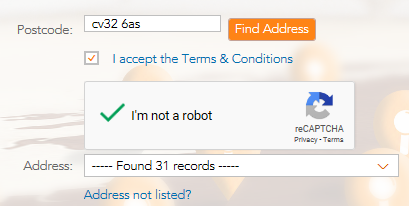 Postcode: cv32 6as Find Address
I accept the Terms & Conditions
I'm not a robot
reCAPTCHA
Privacy - Terms
Address: ----- Found 31 records -----
Address not listed?